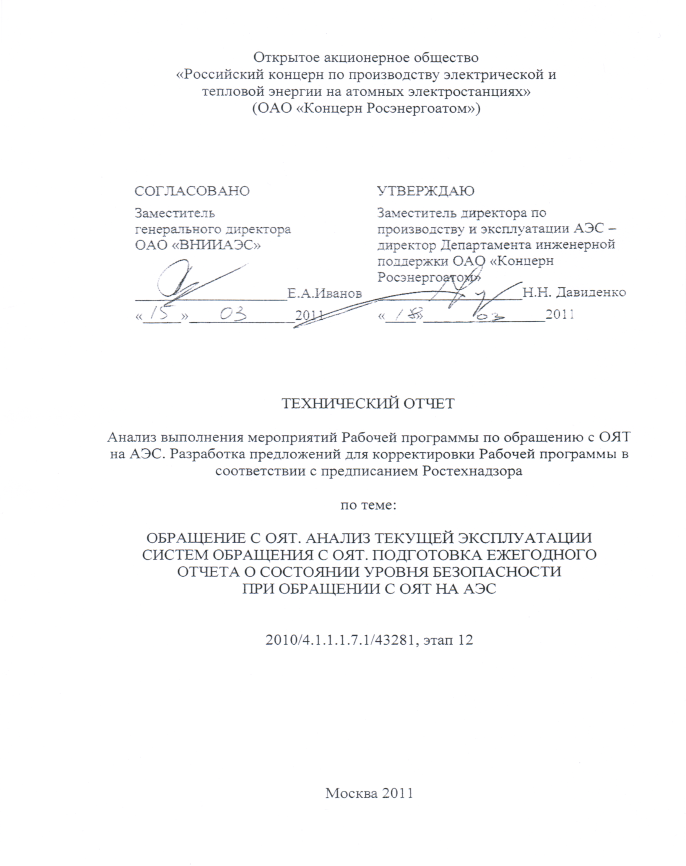 Открытое акционерное общество
«Российский концерн по производству электрической и
тепловой энергии на атомных электростанциях»
(ОАО «Концерн Росэнергоатом»)
СОГЛАСОВАНО
Заместитель
генерального директора
ОАО «ВНИИАЭС»
Е.А.Иванов
«15» 03 2011
УТВЕРЖДАЮ
Заместитель директора по
производству и эксплуатации АЭС –
директор Департамента инженерной
поддержки ОАО «Концерн
Росэнергоатом»
Н.Н. Давиденко
«18» 03 2011
ТЕХНИЧЕСКИЙ ОТЧЕТ
Анализ выполнения мероприятий Рабочей программы по обращению с ОЯТ
на АЭС. Разработка предложений для корректировки Рабочей программы в
соответствии с предписанием Ростехнадзора
по теме:
ОБРАЩЕНИЕ С ОЯТ. АНАЛИЗ ТЕКУЩЕЙ ЭКСПЛУАТАЦИИ
СИСТЕМ ОБРАЩЕНИЯ С ОЯТ. ПОДГОТОВКА ЕЖЕГОДНОГО
ОТЧЕТА О СОСТОЯНИИ УРОВНЯ БЕЗОПАСНОСТИ
ПРИ ОБРАЩЕНИИ С ОЯТ НА АЭС
2010/4.1.1.1.7.1/43281, этап 12
Москва 2011